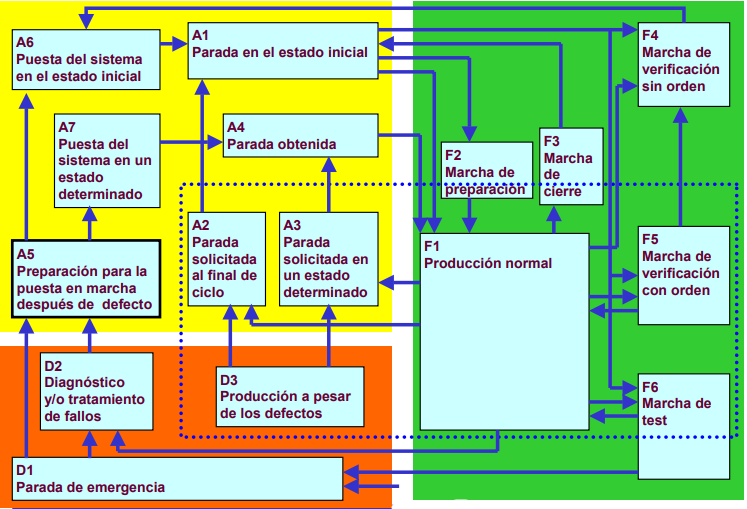 A6
Puesta del sistema
en el estado inicial
A1
Parada en el estado inicial
F4
Marcha de
verificación
sin orden
A7
Puesta del
sistema en un
estado
determinado
A4
Parada obtenida
F2
Marcha de
preparación
F3
Marcha
de
cierre
A5
Preparación para la
puesta en marcha
después de defecto
A2
Parada
solicitada
al final de
ciclo
A3
Parada
solicitada en
un estado
determinado
F1
Producción normal
F5
Marcha de
verificación
con orden
D2
Diagnóstico
y/o tratamiento
de fallos
D3
Producción a pesar
de los defectos
F6
Marcha de
test
D1
Parada de emergencia